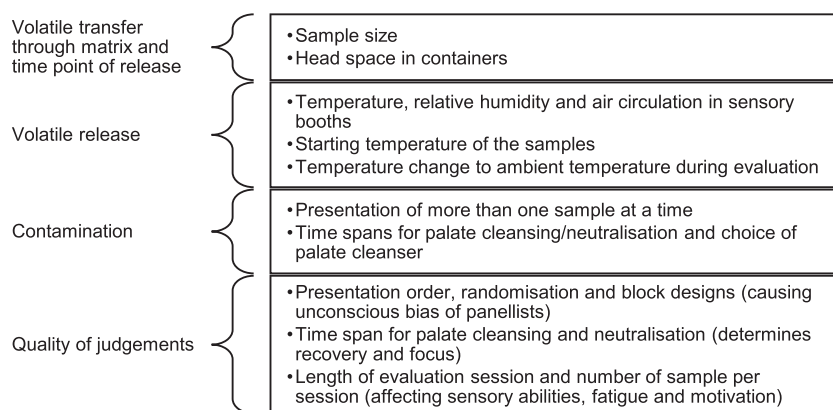 Volatile transfer
through matrix and
time point of release
•Sample size
•Head space in containers
Volatile release
•Temperature, relative humidity and air circulation in sensory
booths
•Starting temperature of the samples
•Temperature change to ambient temperature during evaluation
Contamination
•Presentation of more than one sample at a time
•Time spans for palate cleansing/neutralisation and choice of
palate cleanser
Quality of judgements
•Presentation order, randomisation and block designs (causing
unconscious bias of panellists)
•Time span for palate cleansing and neutralisation (determines
recovery and focus)
•Length of evaluation session and number of sample per
session (affecting sensory abilities, fatigue and motivation)